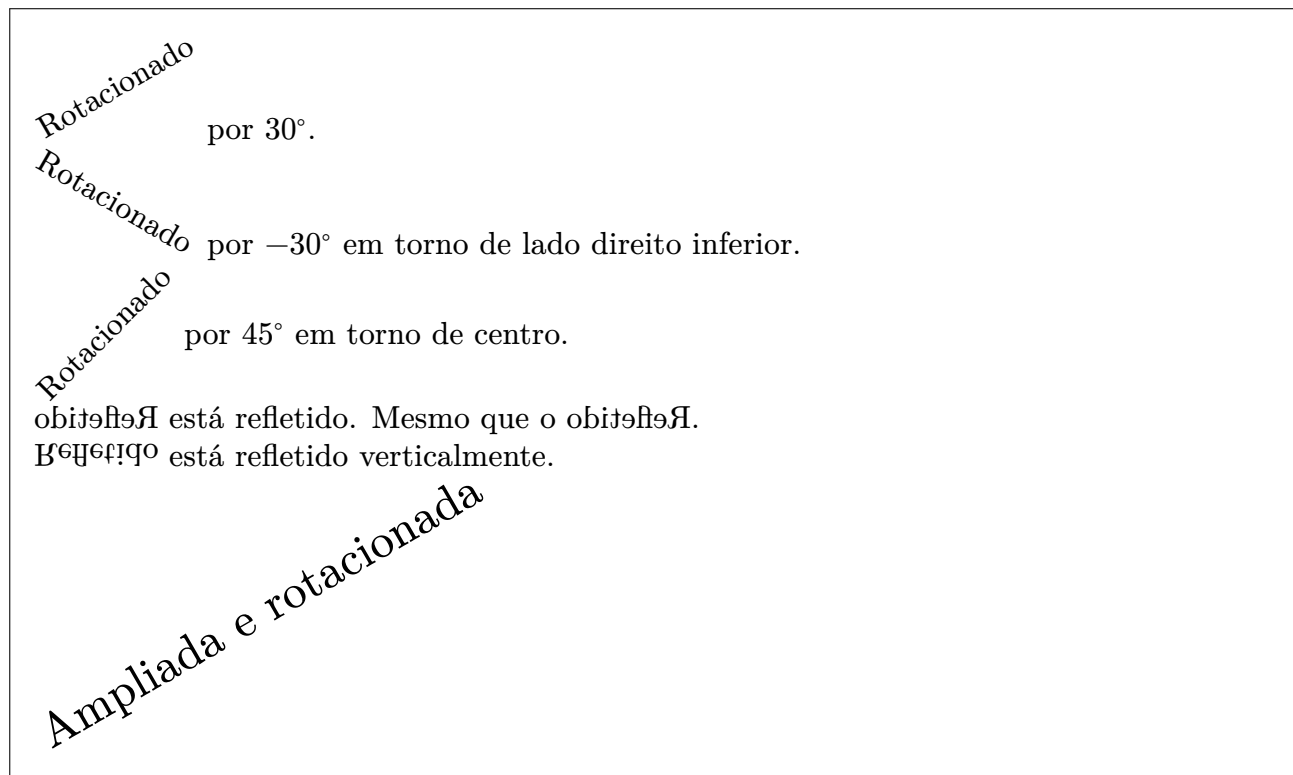 Rotacionado por 30°.
Rotacionado por −30° em torno de lado direito inferior.
Rotacionado por 45° em torno de centro.
Refletido está refletido. Mesmo que o Refletido.
Refletido está refletido verticalmente.
Ampliada e rotacionada